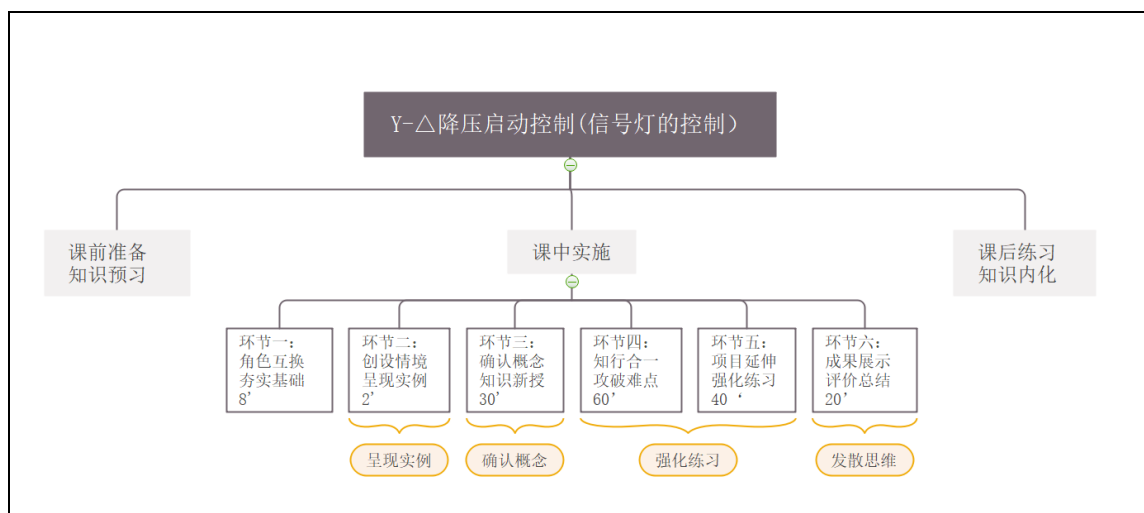 Y-△降压启动控制(信号灯的控制）
课前准备
知识预习
课中实施
课后练习
知识内化
环节一：
角色互换
夯实基础
8’
环节二：
创设情境
呈现实例
2’
环节三：
确认概念
知识新授
30’
环节四：
知行合一
攻破难点
60’
环节五：
项目延伸
强化练习
40 ‘
环节六：
成果展示
评价总结
20’
呈现实例
确认概念
强化练习
发散思维